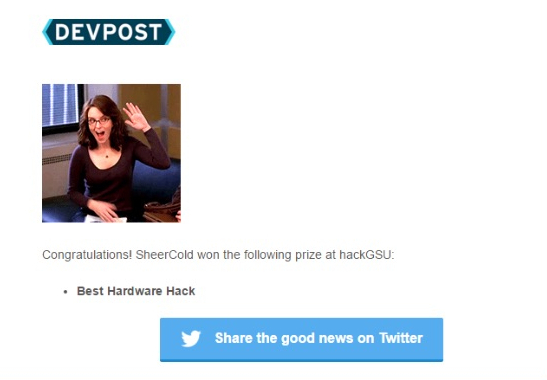 DEVPOST
Congratulations! SheerCold won the following prize at hackGSU:
• Best Hardware Hack
Share the good news on Twitter